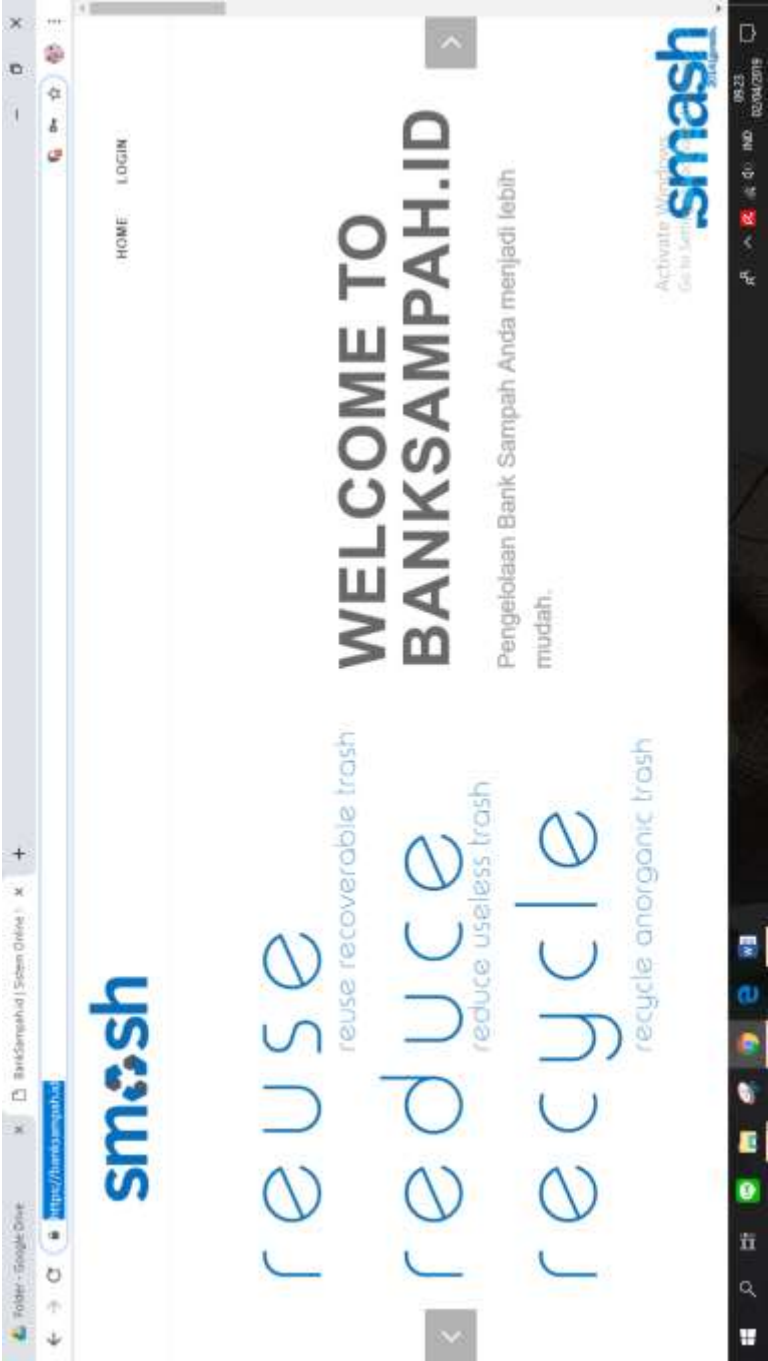 Folder - Google Drive
BankSampah.id | Sistem Online
https://banksampah.id
smash
HOME LOGIN
reuse
reuse recoverable trash
reduce
reduce useless trash
recycle
recycle anorganic trash
WELCOME TO
BANKSAMPAH.ID
Pengelolaan Bank Sampah Anda menjadi lebih
mudah.
Activate Windows
smash
IND
09.23
02/04/2019